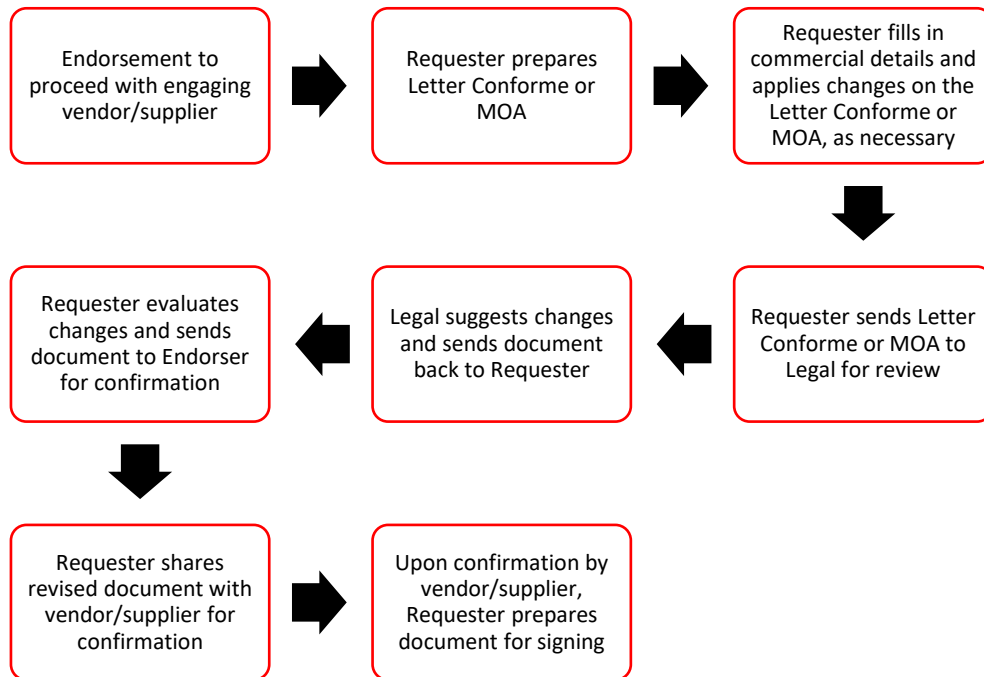 Endorsement to
proceed with engaging
vendor/supplier
Requester prepares
Letter Conforme or
MOA
Requester fills in
commercial details and
applies changes on the
Letter Conforme or
MOA, as necessary
Requester sends Letter
Conforme or MOA to
Legal for review
Legal suggests changes
and sends document
back to Requester
Requester evaluates
changes and sends
document to Endorser
for confirmation
Requester shares
revised document with
vendor/supplier for
confirmation
Upon confirmation by
vendor/supplier,
Requester prepares
document for signing